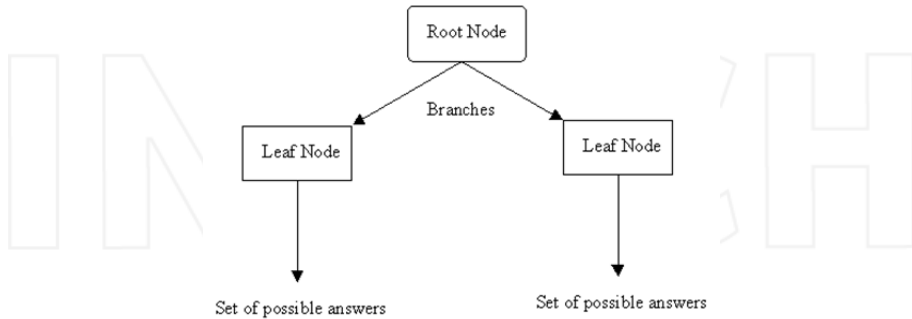 Root Node
Branches
Leaf Node
Leaf Node
Set of possible answers
Set of possible answers